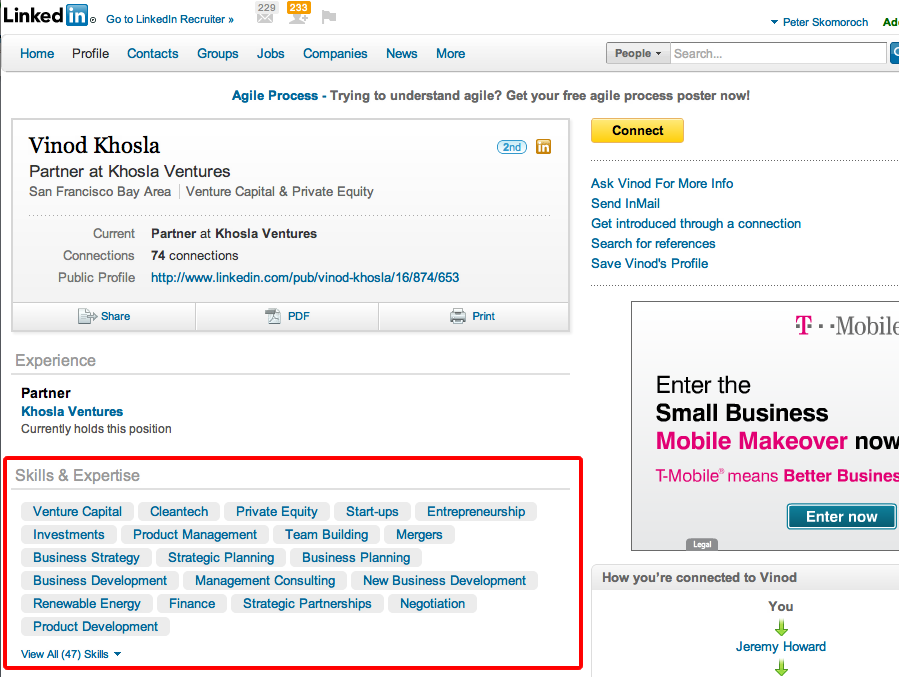 Linked in ® Go to LinkedIn Recruiter » 229 233 Peter Skomoroch
Home Profile Contacts Groups Jobs Companies News More People Search...
Agile Process - Trying to understand agile? Get your free agile process poster now!
Vinod Khosla 2nd in
Partner at Khosla Ventures
San Francisco Bay Area Venture Capital & Private Equity
Current Partner at Khosla Ventures
Connections 74 connections
Public Profile http://www.linkedin.com/pub/vinod-khosla/16/874/653
Share PDF Print
Experience
Partner
Khosla Ventures
Currently holds this position
Skills & Expertise
Venture Capital Cleantech Private Equity Start-ups Entrepreneurship
Investments Product Management Team Building Mergers
Business Strategy Strategic Planning Business Planning
Business Development Management Consulting New Business Development
Renewable Energy Finance Strategic Partnerships Negotiation
Product Development
View All (47) Skills
Connect
Ask Vinod For More Info
Send InMail
Get introduced through a connection
Search for references
Save Vinod's Profile
T · · Mobile
Enter the
Small Business
Mobile Makeover now
T-Mobile® means Better Busines
Enter now
Legal
How you're connected to Vinod
You
Jeremy Howard